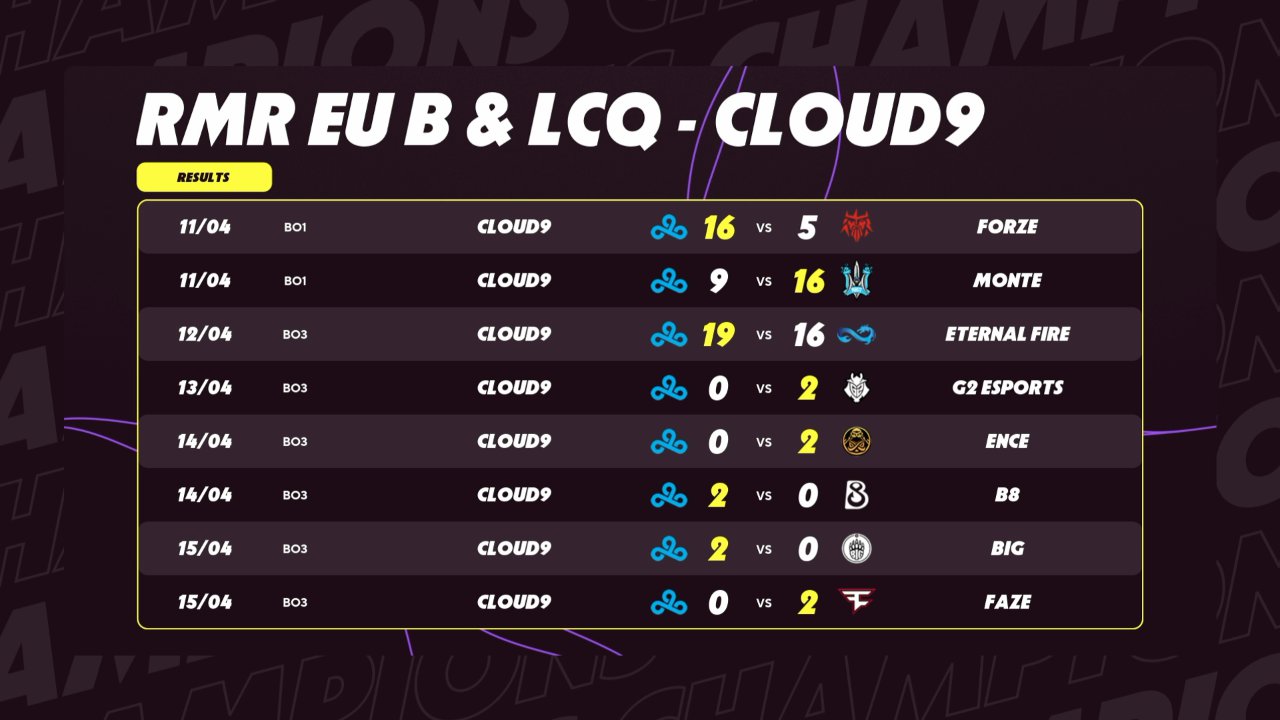 RMR EU B & LCQ - CLOUD9
RESULTS
11/04 BO1 CLOUD9 16 VS 5 FORZE
11/04 BO1 CLOUD9 9 VS 16 MONTE
12/04 BO3 CLOUD9 19 VS 16 ETERNAL FIRE
13/04 BO3 CLOUD9 0 VS 2 G2 ESPORTS
14/04 BO3 CLOUD9 0 VS 2 ENCE
14/04 BO3 CLOUD9 2 VS 0 B8
15/04 BO3 CLOUD9 2 VS 0 BIG
15/04 BO3 CLOUD9 0 VS 2 FAZE